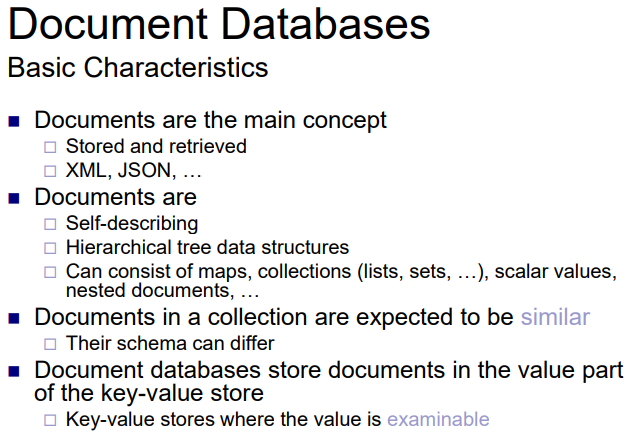 Document Databases
Basic Characteristics
Documents are the main concept
Stored and retrieved
XML, JSON, …
Documents are
Self-describing
Hierarchical tree data structures
Can consist of maps, collections (lists, sets, …), scalar values,
nested documents, …
Documents in a collection are expected to be similar
Their schema can differ
Document databases store documents in the value part
of the key-value store
Key-value stores where the value is examinable